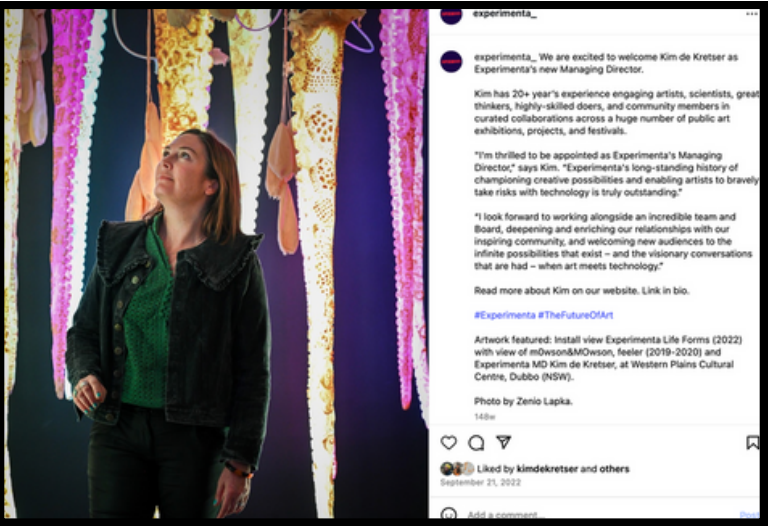 experimenta_
experimenta_ We are excited to welcome Kim de Kretser as
Experimenta's new Managing Director.
Kim has 20+ year's experience engaging artists, scientists, great
thinkers, highly-skilled doers, and community members in
curated collaborations across a huge number of public art
exhibitions, projects, and festivals.
"I'm thrilled to be appointed as Experimenta's Managing
Director," says Kim. "Experimenta's long-standing history of
championing creative possibilities and enabling artists to bravely
take risks with technology is truly outstanding."
"I look forward to working alongside an incredible team and
Board, deepening and enriching our relationships with our
inspiring community, and welcoming new audiences to the
infinite possibilities that exist – and the visionary conversations
that are had – when art meets technology."
Read more about Kim on our website. Link in bio.
#Experimenta #TheFutureOfArt
Artwork featured: Install view Experimenta Life Forms (2022)
with view of m0wson&MOwson, feeler (2019-2020) and
Experimenta MD Kim de Kretser, at Western Plains Cultural
Centre, Dubbo (NSW).
Photo by Zenio Lapka.
148w
Liked by kimdekretser and others
September 21, 2022
Add a comment...
Post